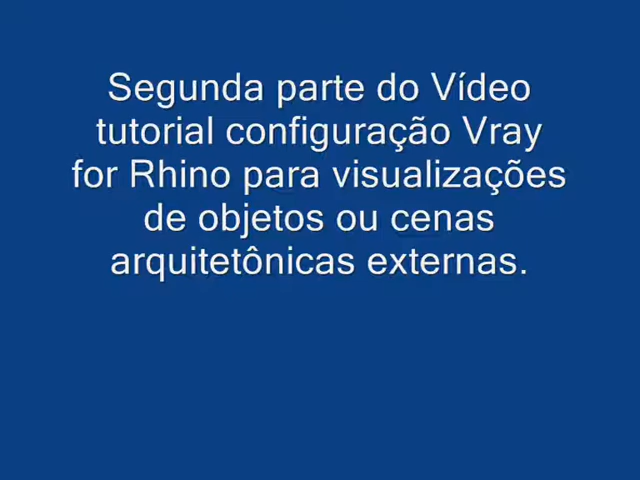 Segunda parte do Vídeo
tutorial configuração Vray
for Rhino para visualizações
de objetos ou cenas
arquitetônicas externas.